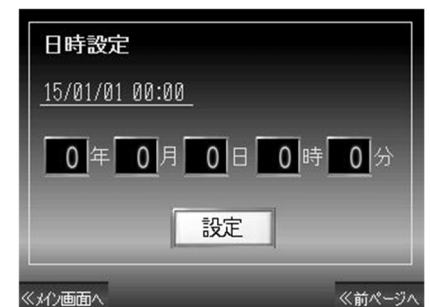 日時設定
15/01/01 00:00
0年 0月 0日 0時 0分
設定
≪メイン画面へ ≪前ページへ